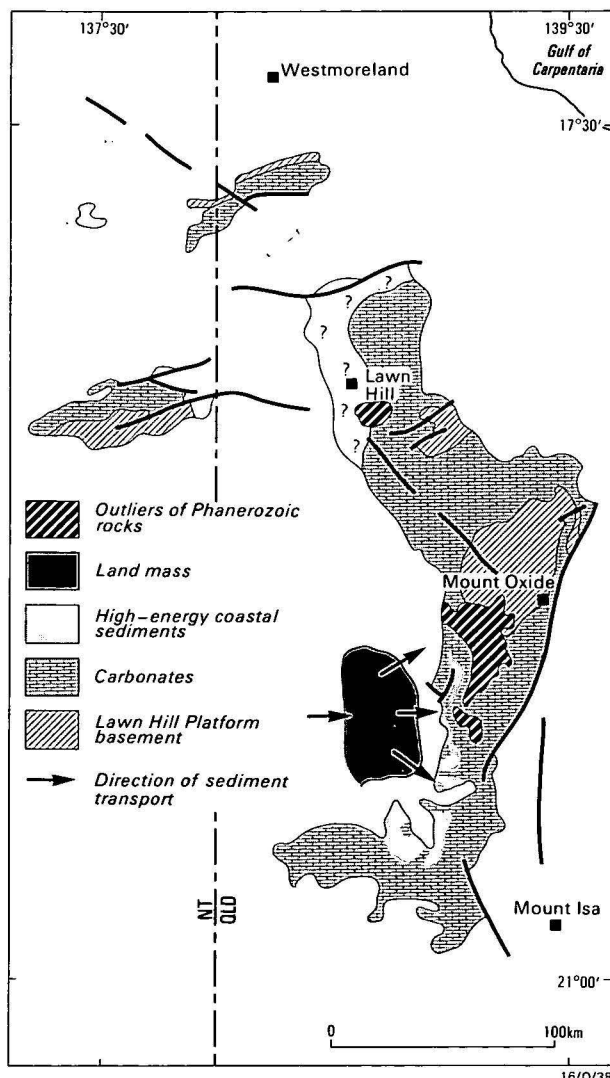 137°30'
139°30'
Gulf of
Carpentaria
Westmoreland
17°30'
?
?
?
?
?
?
Lawn
Hill
Outliers of Phanerozoic
rocks
Land mass
High-energy coastal
sediments
Carbonates
Lawn Hill Platform
basement
Direction of sediment
transport
Mount Oxide
NT
QLD
Mount Isa
21°00'
0
100km